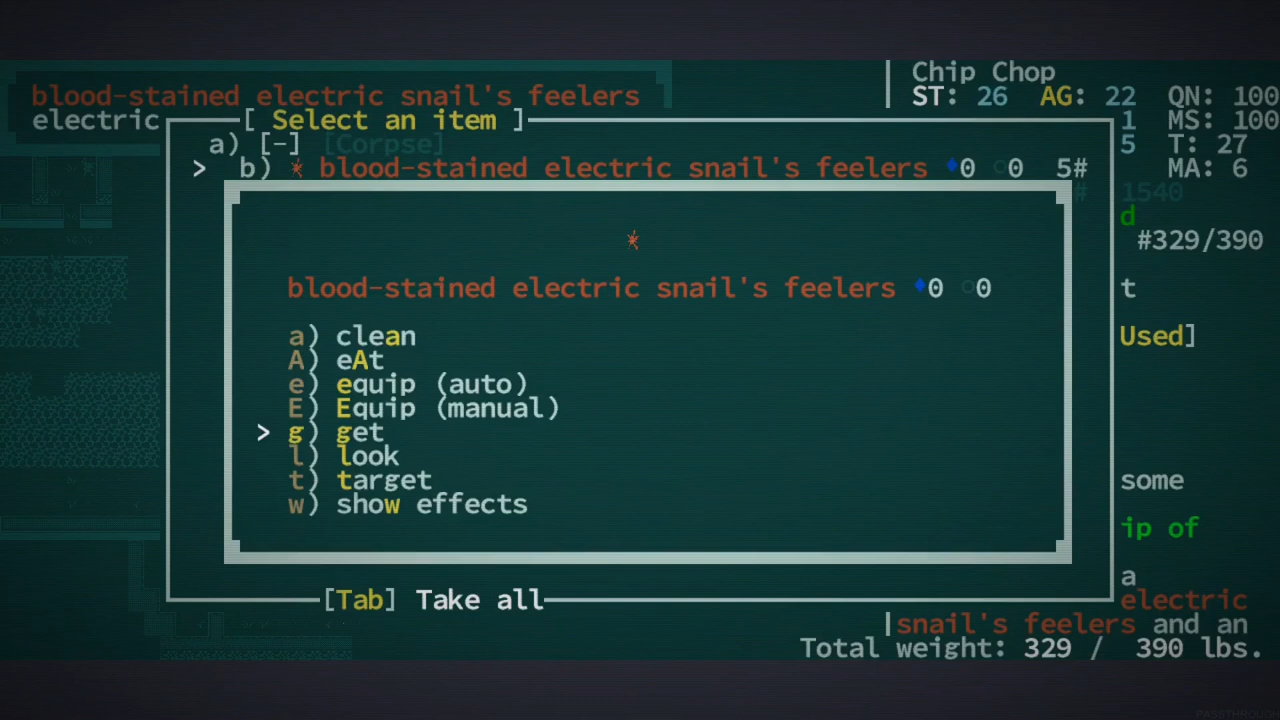 Chip Chop
blood-stained electric snail's feelers
ST: 26 AG: 22 QN: 100
electric
[ Select an item ]
1 MS: 100
a) [-] [Corpse]
5 T: 27
> b) blood-stained electric snail's feelers ♦0 ○0 5#
MA: 6
# 1540
d
#329/390
blood-stained electric snail's feelers ♦0 ○0
t
a) clean
Used]
A) eAt
e) equip (auto)
E) Equip (manual)
> g) get
l) look
t) target
some
w) show effects
ip of
a
[Tab] Take all
electric
snail's feelers and an
Total weight: 329 / 390 lbs.